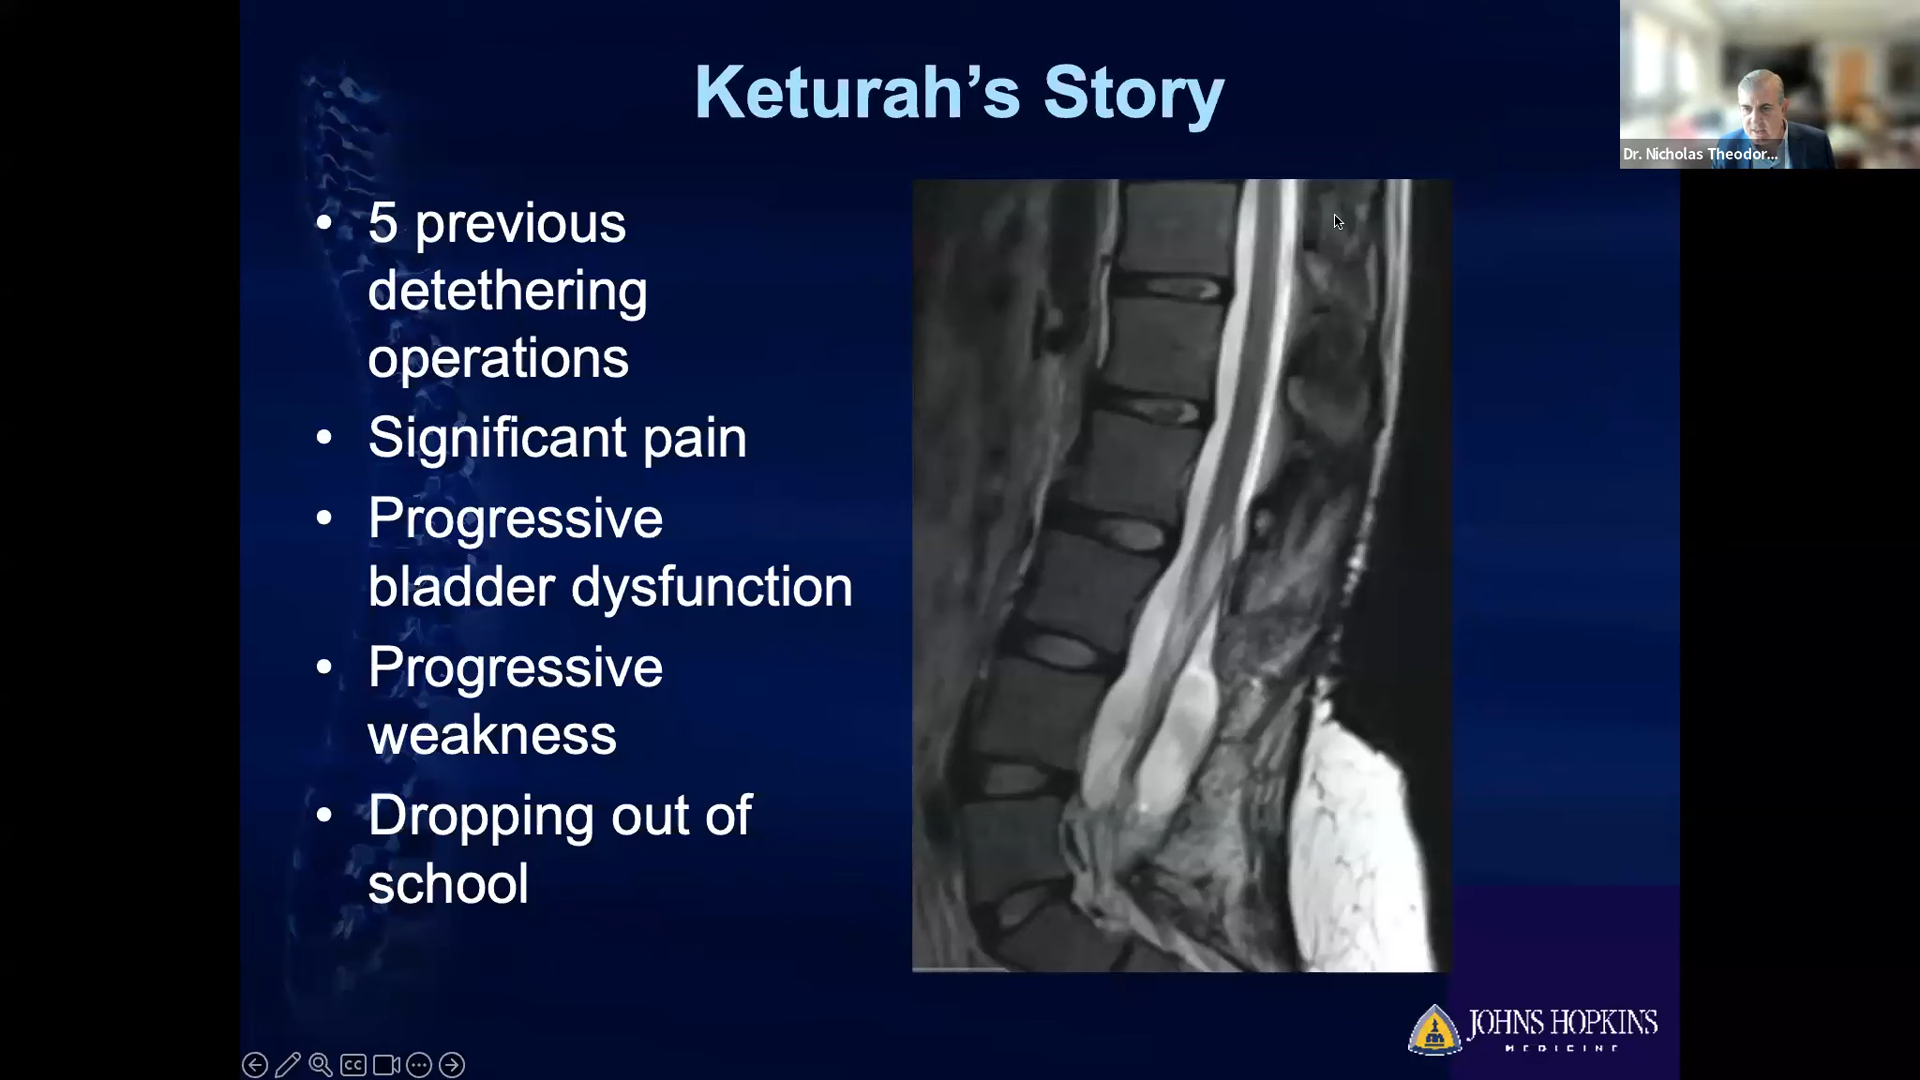 Keturah’s Story
Dr. Nicholas Theodor...
• 5 previous
detethering
operations
• Significant pain
• Progressive
bladder dysfunction
• Progressive
weakness
• Dropping out of
school
JOHNS HOPKINS
MEDICINE
CC